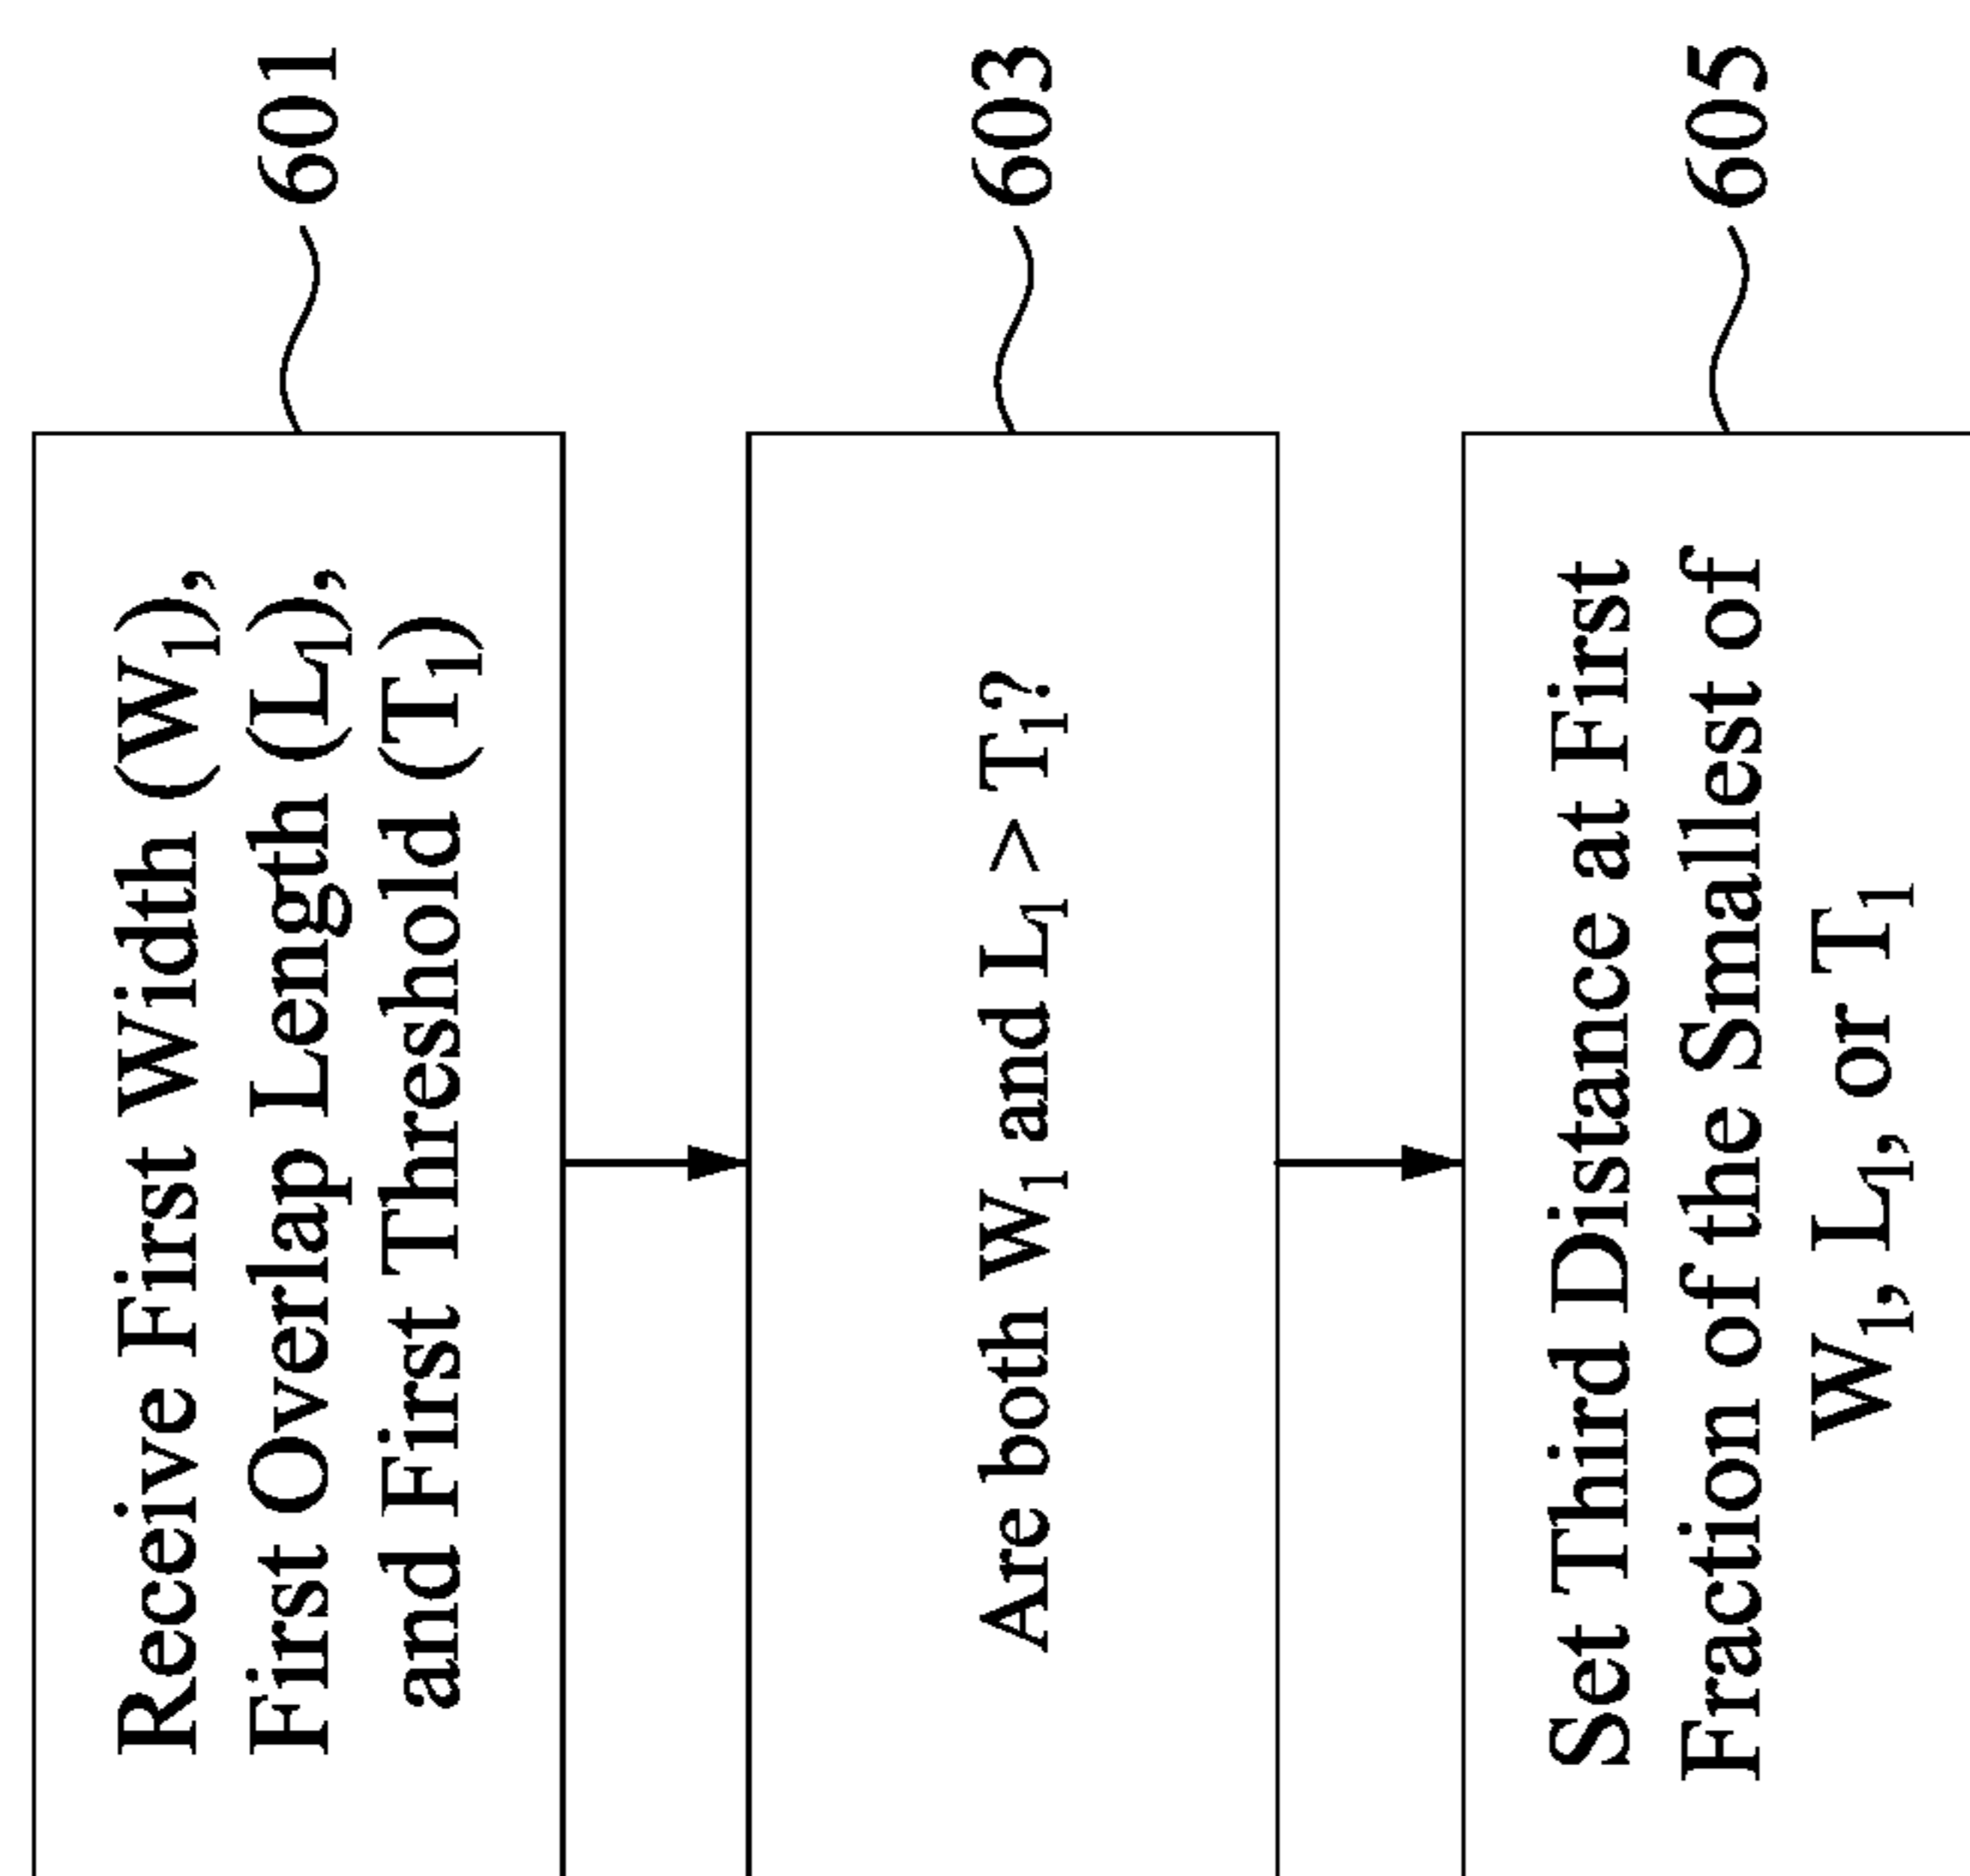 Receive First Width (W₁),
First Overlap Length (L₁),
and First Threshold (T₁)
601
Are both W₁ and L₁ > T₁?
603
Set Third Distance at First
Fraction of the Smallest of
W₁, L₁, or T₁
605